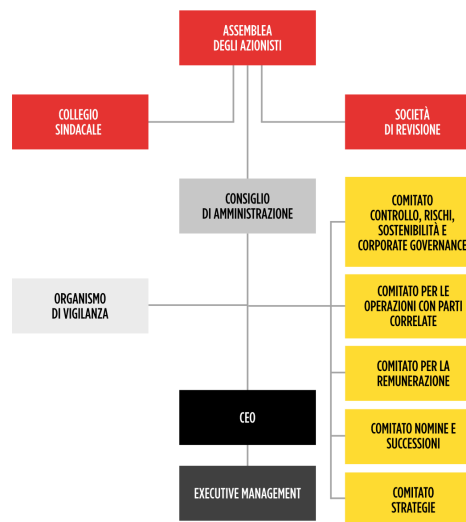 ASSEMBLEA
DEGLI AZIONISTI
COLLEGIO
SINDACALE
SOCIETÀ
DI REVISIONE
CONSIGLIO
DI AMMINISTRAZIONE
COMITATO
CONTROLLO, RISCHI,
SOSTENIBILITÀ E
CORPORATE GOVERNANCE
ORGANISMO
DI VIGILANZA
COMITATO PER LE
OPERAZIONI CON PARTI
CORRELATE
COMITATO PER LA
REMUNERAZIONE
CEO
COMITATO NOMINE E
SUCCESSIONI
EXECUTIVE MANAGEMENT
COMITATO
STRATEGIE